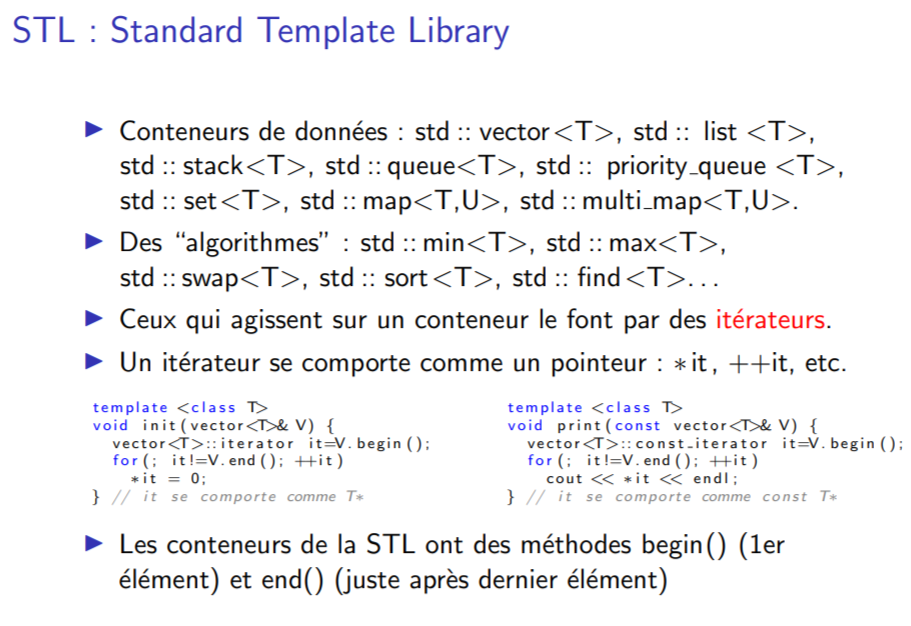 STL : Standard Template Library
▶ Conteneurs de données : std :: vector<T>, std :: list <T>,
std :: stack<T>, std :: queue<T>, std :: priority_queue <T>,
std :: set<T>, std :: map<T,U>, std :: multi_map<T,U>.
▶ Des “algorithmes” : std :: min<T>, std :: max<T>,
std :: swap<T>, std :: sort<T>, std :: find<T>...
▶ Ceux qui agissent sur un conteneur le font par des itérateurs.
▶ Un itérateur se comporte comme un pointeur : *it, ++it, etc.
template <class T>
void init(vector<T>& V) {
vector<T>::iterator it=V.begin();
for(; it!=V.end(); ++it)
*it = 0;
} // it se comporte comme T*
template <class T>
void print(const vector<T>& V) {
vector<T>::const_iterator it=V.begin();
for(; it!=V.end(); ++it)
cout << *it << endl;
} // it se comporte comme const T*
▶ Les conteneurs de la STL ont des méthodes begin() (1er
élément) et end() (juste après dernier élément)